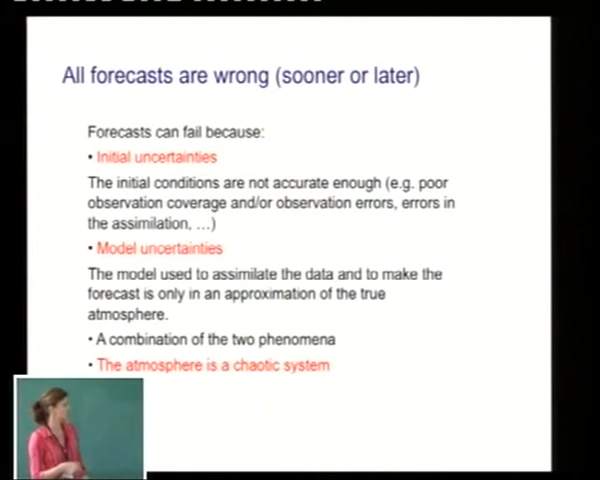 All forecasts are wrong (sooner or later)
Forecasts can fail because:
• Initial uncertainties
The initial conditions are not accurate enough (e.g. poor
observation coverage and/or observation errors, errors in
the assimilation, ...)
• Model uncertainties
The model used to assimilate the data and to make the
forecast is only in an approximation of the true
atmosphere.
• A combination of the two phenomena
• The atmosphere is a chaotic system